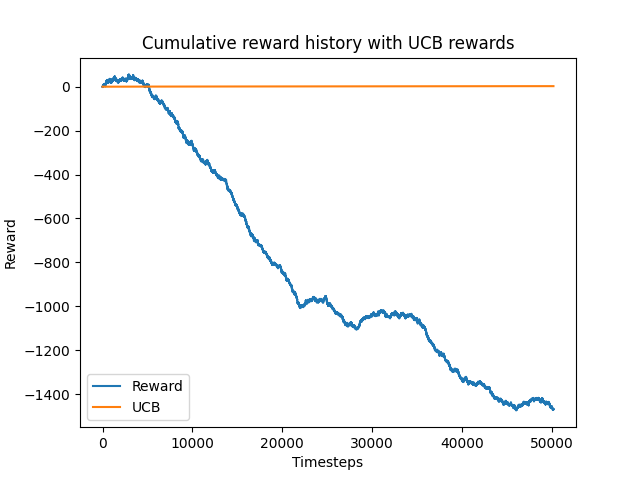 Cumulative reward history with UCB rewards
0
−200
−400
−600
−800
−1000
−1200
−1400
Reward
Reward
UCB
0
10000
20000
30000
40000
50000
Timesteps